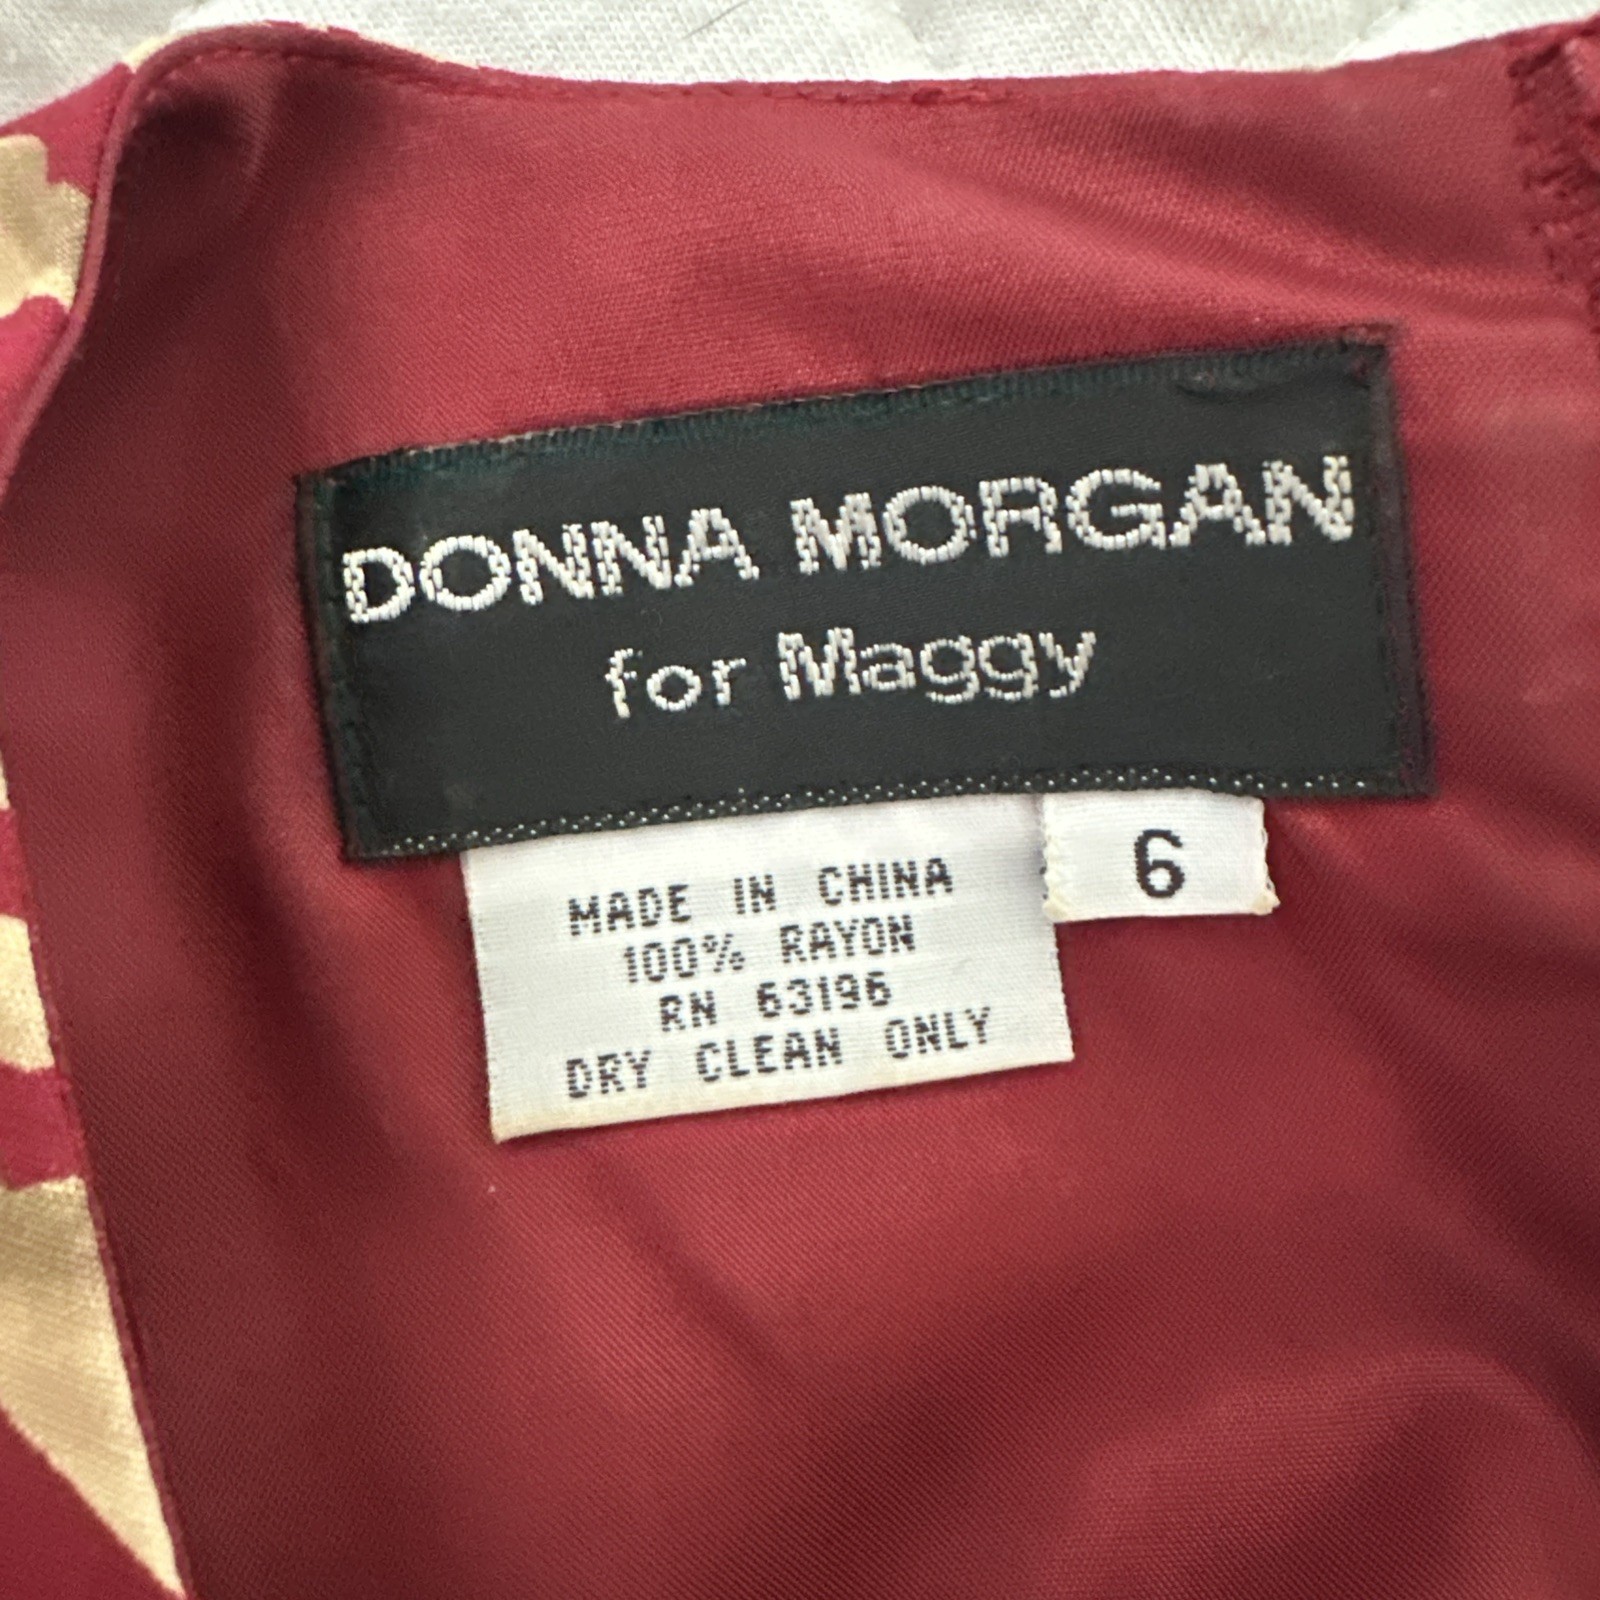 DONNA MORGAN
for Maggy
6
MADE IN CHINA
100% RAYON
RN 63196
DRY CLEAN ONLY